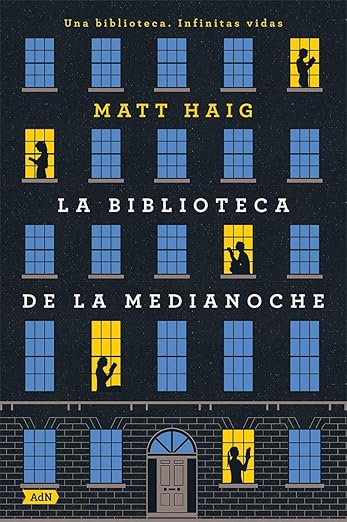 Una biblioteca. Infinitas vidas
MATT HAIG
LA BIBLIOTECA
DE LA MEDIANOCHE
AdN